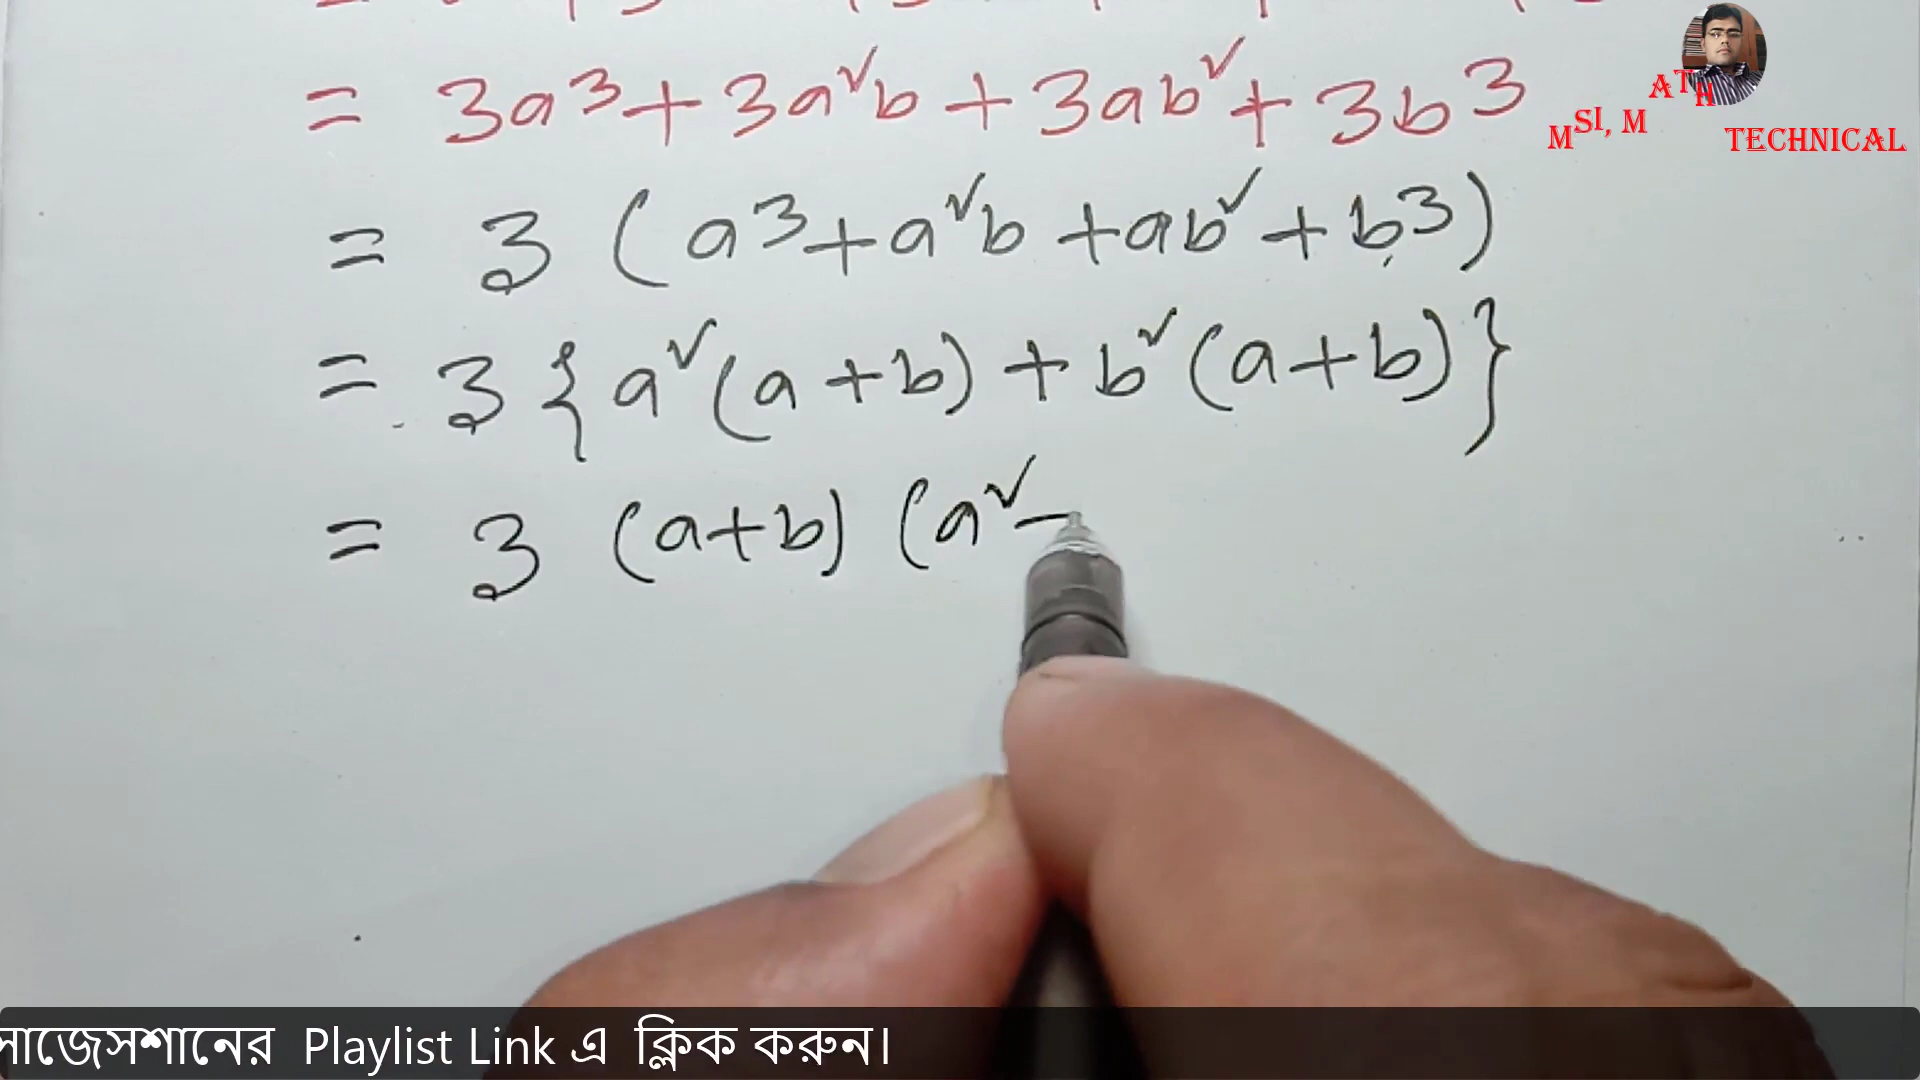 = 3a³ + 3a²b + 3ab² + 3b³
= 3 (a³ + a²b + ab² + b³)
= 3 { a² (a + b) + b² (a + b) }
= 3 (a+b) (a² -
MSI, MATH
TECHNICAL
সাজেসশানের Playlist Link এ ক্লিক করুন।